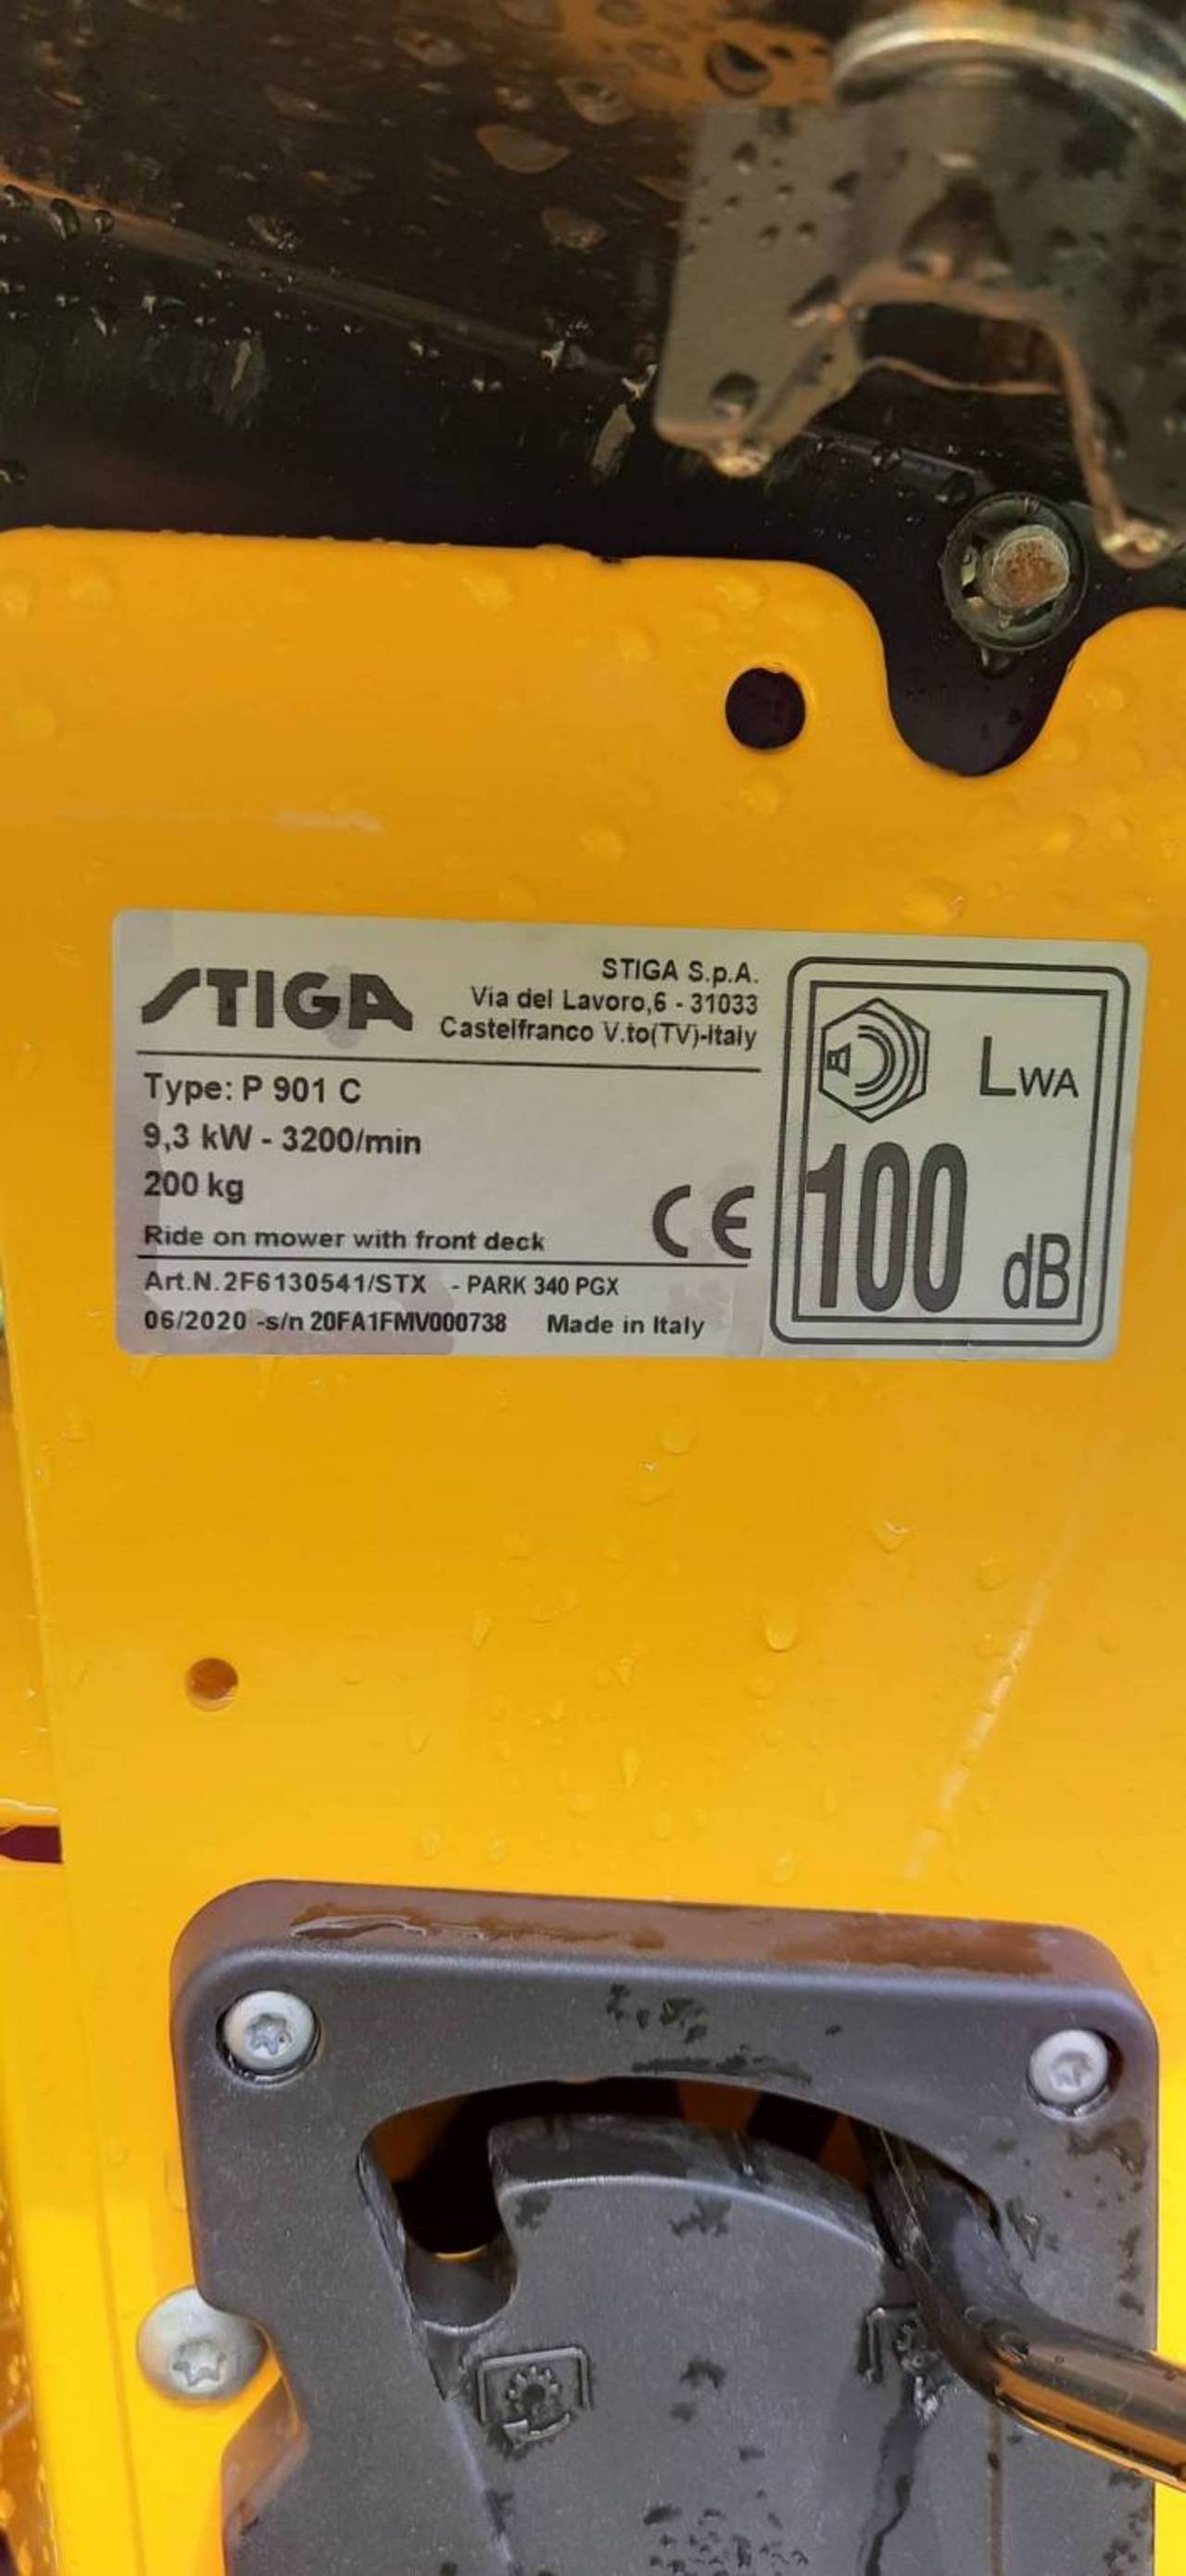 STIGA
STIGA S.p.A.
Via del Lavoro,6 - 31033
Castelfranco V.to(TV)-Italy
Type: P 901 C
9,3 kW - 3200/min
200 kg
Ride on mower with front deck
CE
Art.N.2F6130541/STX - PARK 340 PGX
06/2020 -s/n 20FA1FMV000738 Made in Italy
LWA
100 dB